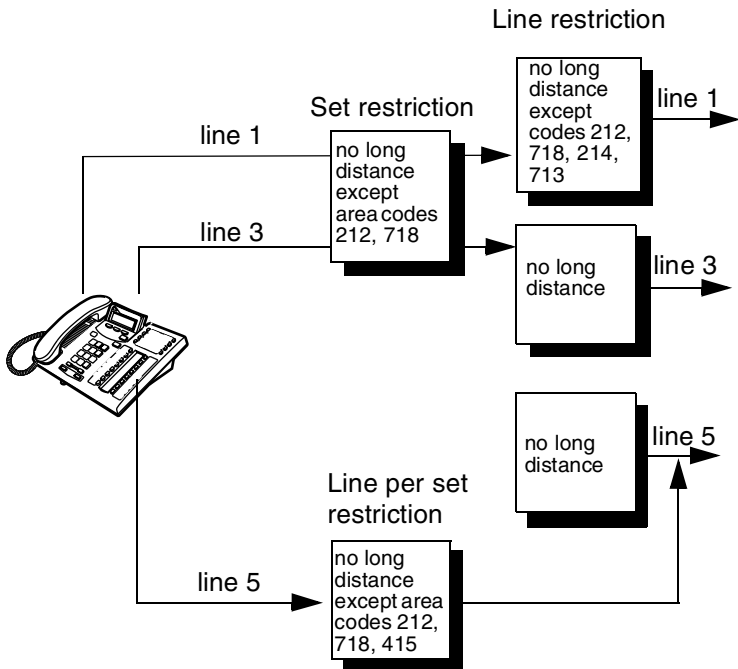 Line restriction
no long
distance
except
codes 212,
718, 214,
713
line 1
Set restriction
line 1
no long
distance
except
area codes
212, 718
line 3
no long
distance
line 3
no long
distance
line 5
Line per set
restriction
line 5
no long
distance
except area
codes 212,
718, 415